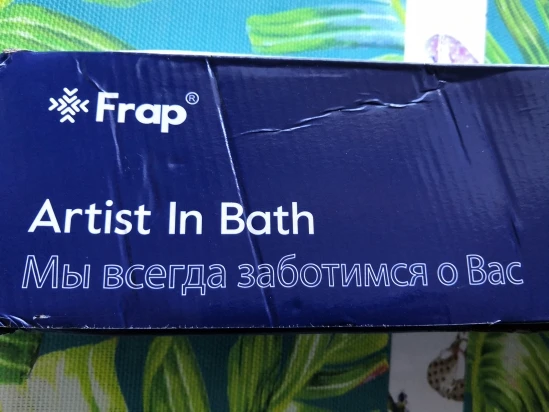 Frap®
Artist In Bath
Мы всегда заботимся о Вас